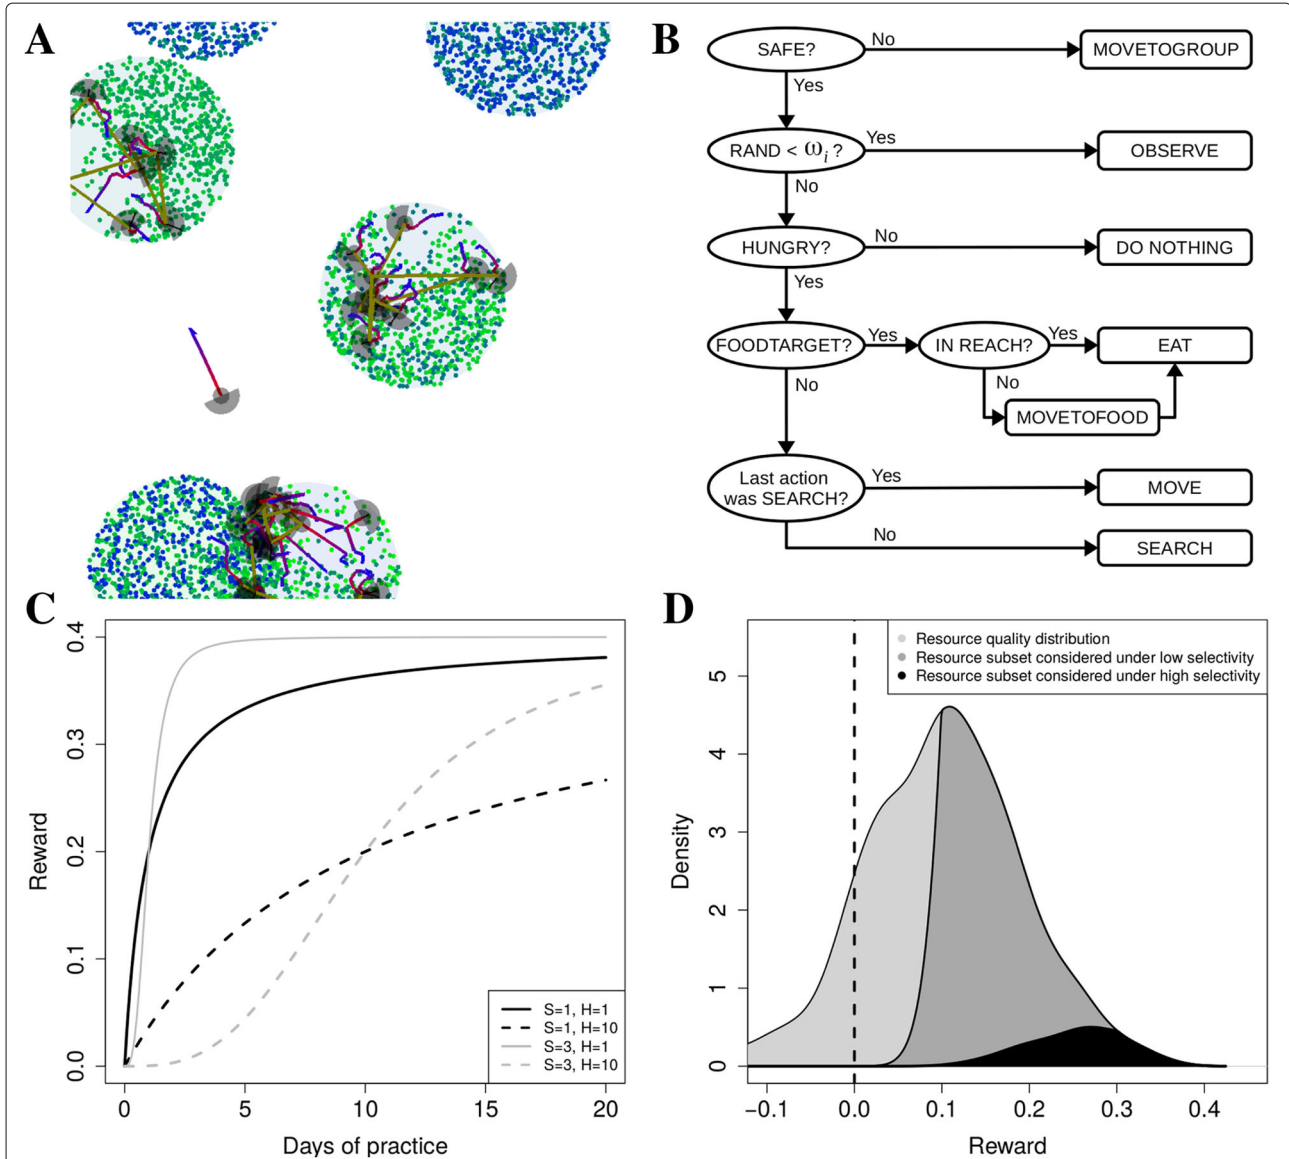 A
B
SAFE?
No
MOVETOGROUP
Yes
RAND < ωi ?
Yes
OBSERVE
No
HUNGRY?
No
DO NOTHING
Yes
FOODTARGET?
Yes
IN REACH?
Yes
EAT
No
No
MOVETOFOOD
Last action
was SEARCH?
Yes
MOVE
No
SEARCH
C
0.4
0.3
0.2
0.1
0.0
Reward
S=1, H=1
S=1, H=10
S=3, H=1
S=3, H=10
0 5 10 15 20
Days of practice
D
Resource quality distribution
Resource subset considered under low selectivity
Resource subset considered under high selectivity
5
4
3
2
1
0
Density
−0.1 0.0 0.1 0.2 0.3 0.4
Reward